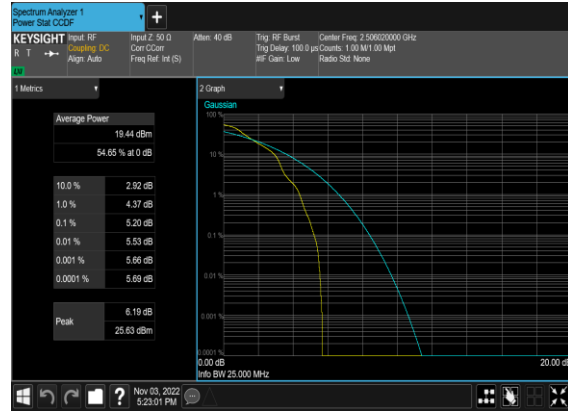 Spectrum Analyzer 1
Power Stat CCDF
KEYSIGHT
R T
LXI
Input: RF
Coupling: DC
Align: Auto
Input Z: 50 Ω
Corr CCorr
Freq Ref: Int (S)
Atten: 40 dB
Trig: RF Burst
Trig Delay: 100.0 µs
#IF Gain: Low
Center Freq: 2.506020000 GHz
Counts: 1.00 M/1.00 Mpt
Radio Std: None
1 Metrics
Average Power
19.44 dBm
54.65 % at 0 dB
10.0 % 2.92 dB
1.0 % 4.37 dB
0.1 % 5.20 dB
0.01 % 5.53 dB
0.001 % 5.66 dB
0.0001 % 5.69 dB
Peak
6.19 dB
25.63 dBm
2 Graph
Gaussian
100 %
10 %
1 %
0.1 %
0.01 %
0.001 %
0.0001 %
0.00 dB 20.00 dB
Info BW 25.000 MHz
?
Nov 03, 2022
5:23:01 PM